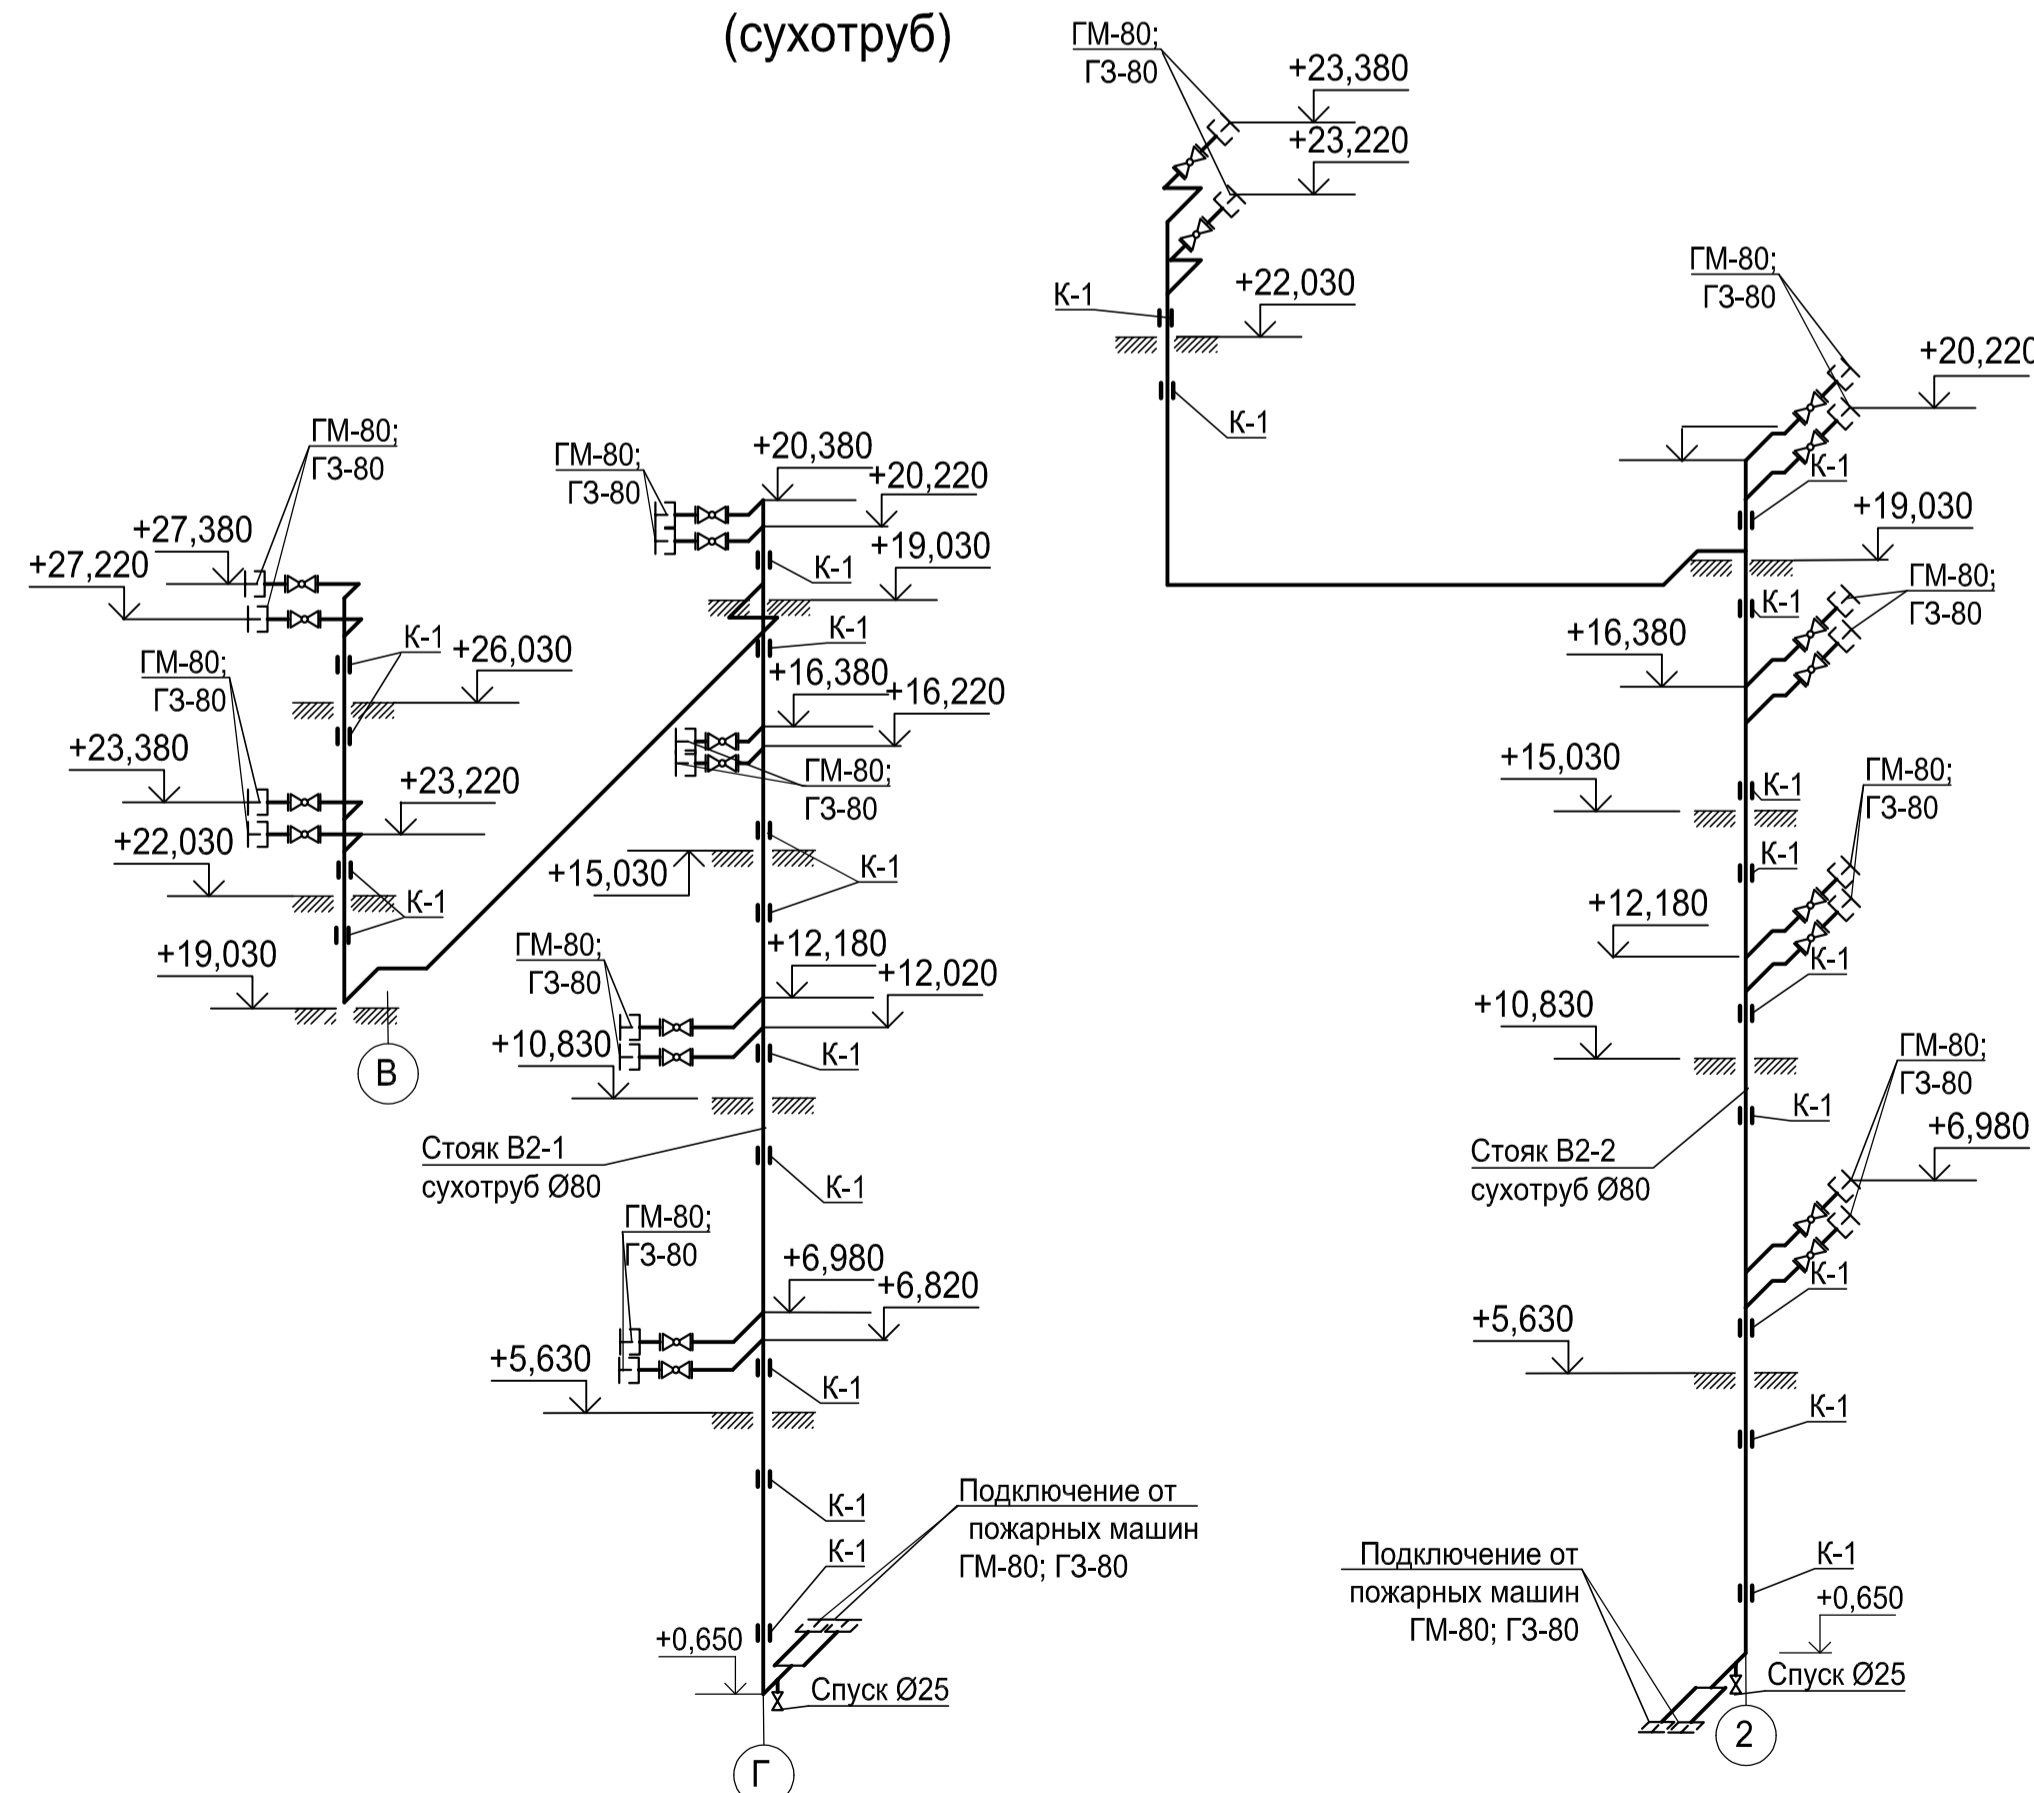 (сухотруб)
ГМ-80;
ГЗ-80
+23,380
+23,220
К-1
+22,030
К-1
ГМ-80;
ГЗ-80
+20,220
К-1
+19,030
ГМ-80;
ГЗ-80
К-1
+16,380
+15,030
К-1
ГМ-80;
ГЗ-80
К-1
+12,180
К-1
+10,830
ГМ-80;
ГЗ-80
К-1
+6,980
Стояк В2-2
сухотруб Ø80
К-1
+5,630
К-1
Подключение от
пожарных машин
ГМ-80; ГЗ-80
К-1
+0,650
Спуск Ø25
2
ГМ-80;
ГЗ-80
+27,380
+27,220
К-1
+26,030
ГМ-80;
ГЗ-80
+23,380
+23,220
+22,030
К-1
+19,030
В
ГМ-80;
ГЗ-80
+20,380
+20,220
+19,030
К-1
К-1
+16,380
+16,220
ГМ-80;
ГЗ-80
+15,030
К-1
ГМ-80;
ГЗ-80
+12,180
+12,020
+10,830
К-1
Стояк В2-1
сухотруб Ø80
К-1
ГМ-80;
ГЗ-80
+6,980
+6,820
+5,630
К-1
К-1
Подключение от
пожарных машин
ГМ-80; ГЗ-80
К-1
+0,650
Спуск Ø25
Г